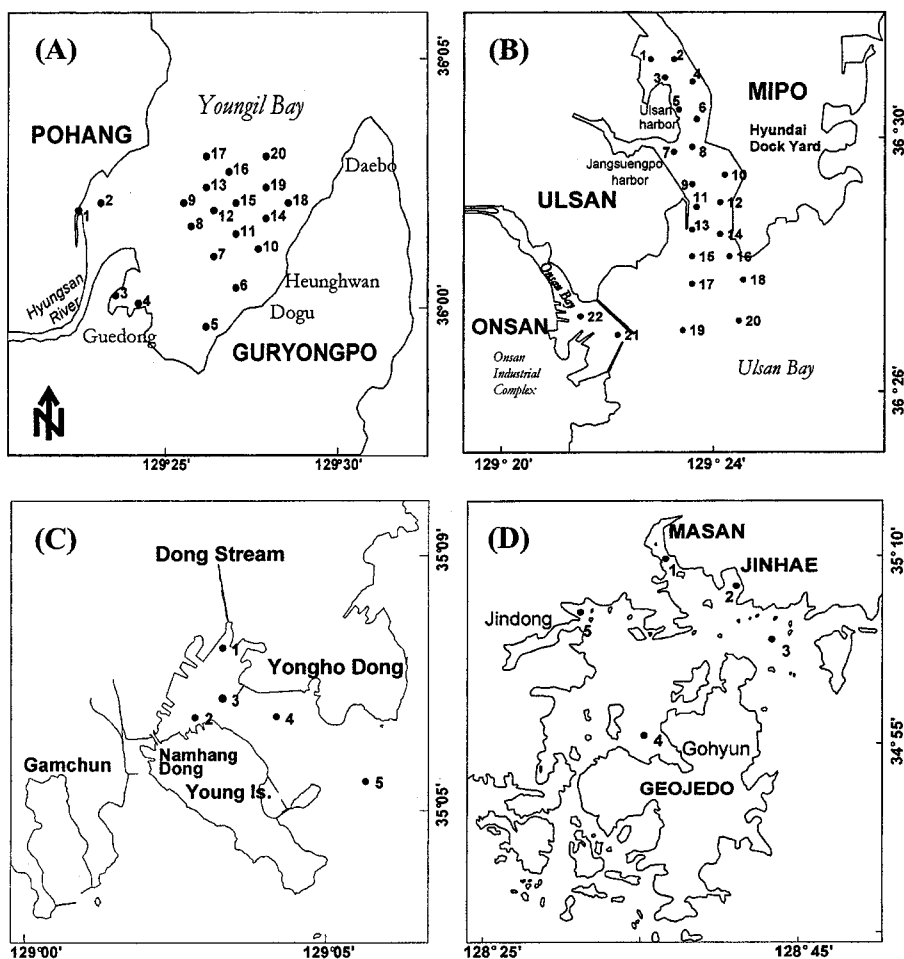 (A)
36°05'
Youngil Bay
POHANG
17
20
Daebo
16
13
19
2
9
15
18
1
12
14
8
11
10
7
Hyungsan
River
Heunghwan
6
3
4
36°00'
Dogu
5
Guedong
GURYONGPO
N
129°25'
129°30'
(B)
1
2
3
4
MIPO
5
6
Ulsan
harbor
36°30'
Hyundai
Dock Yard
7
8
Jangsuengpo
harbor
10
9
ULSAN
11
12
13
14
15
16
Onsan Bay
17
18
22
20
ONSAN
21
19
Onsan
Industrial
Complex
Ulsan Bay
36°26'
129°20'
129°24'
(C)
Dong Stream
35°09'
1
Yongho Dong
3
2
4
Namhang
Dong
Gamchun
5
Young Is.
35°05'
129°00'
129°05'
(D)
MASAN
35°10'
1
JINHAE
2
Jindong
5
3
4
Gohyun
34°55'
GEOJEDO
128°25'
128°45'